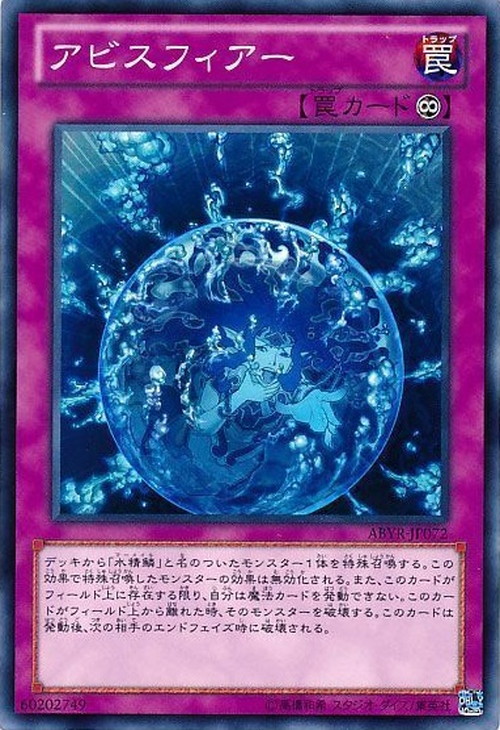 アビスフィアー
トラップ
罠
トラップ
【罠カード】
ABYR-JP072
デッキから「水精鱗」と名のついたモンスター1体を特殊召喚する。この
効果で特殊召喚したモンスターの効果は無効化される。また、このカードが
フィールド上に存在する限り、自分は魔法カードを発動できない。このカー
ドがフィールド上から離れた時、そのモンスターを破壊する。このカードは
発動後、次の相手のエンドフェイズ時に破壊される。
60202749
©高橋和希 スタジオ・ダイス/集英社